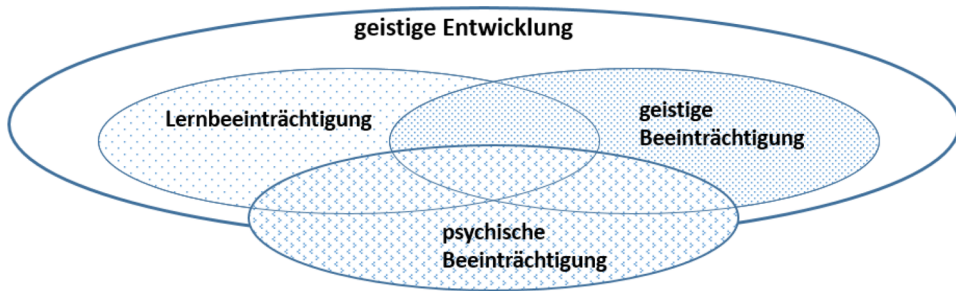 geistige Entwicklung
Lernbeeinträchtigung
geistige
Beeinträchtigung
psychische
Beeinträchtigung